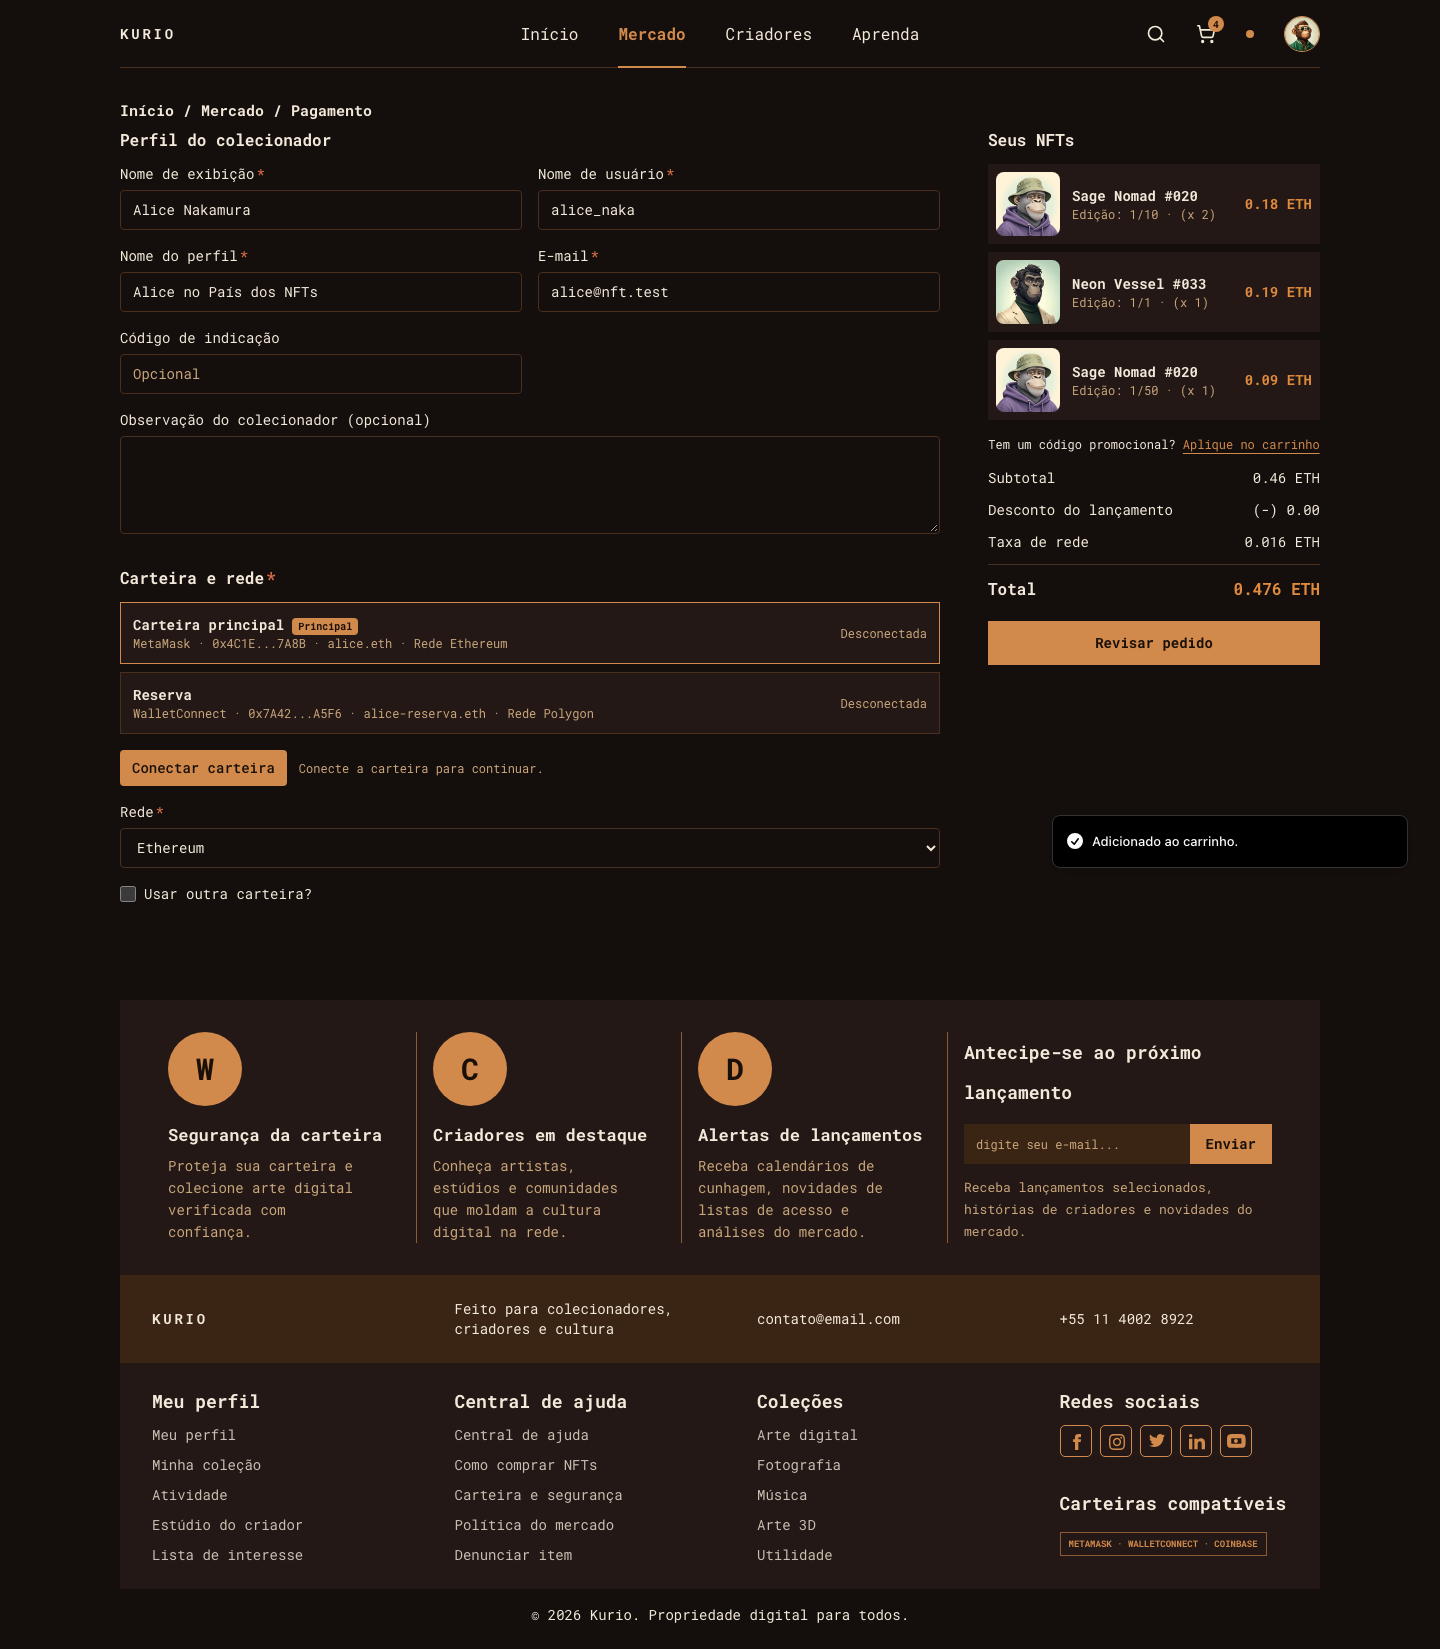 KURIO
Início
Mercado
Criadores
Aprenda
4
Início / Mercado / Pagamento
Perfil do colecionador
Nome de exibição*
Alice Nakamura
Nome de usuário*
alice_naka
Nome do perfil*
Alice no País dos NFTs
E-mail*
alice@nft.test
Código de indicação
Opcional
Observação do colecionador (opcional)
Carteira e rede*
Carteira principal Principal
MetaMask · 0x4C1E...7A8B · alice.eth · Rede Ethereum
Desconectada
Reserva
WalletConnect · 0x7A42...A5F6 · alice-reserva.eth · Rede Polygon
Desconectada
Conectar carteira
Conecte a carteira para continuar.
Rede*
Ethereum
Usar outra carteira?
Seus NFTs
Sage Nomad #020
Edição: 1/10 · (x 2)
0.18 ETH
Neon Vessel #033
Edição: 1/1 · (x 1)
0.19 ETH
Sage Nomad #020
Edição: 1/50 · (x 1)
0.09 ETH
Tem um código promocional? Aplique no carrinho
Subtotal
0.46 ETH
Desconto do lançamento
(-) 0.00
Taxa de rede
0.016 ETH
Total
0.476 ETH
Revisar pedido
Adicionado ao carrinho.
W
Segurança da carteira
Proteja sua carteira e
colecione arte digital
verificada com
confiança.
C
Criadores em destaque
Conheça artistas,
estúdios e comunidades
que moldam a cultura
digital na rede.
D
Alertas de lançamentos
Receba calendários de
cunhagem, novidades de
listas de acesso e
análises do mercado.
Antecipe-se ao próximo
lançamento
digite seu e-mail...
Enviar
Receba lançamentos selecionados,
histórias de criadores e novidades do
mercado.
KURIO
Feito para colecionadores,
criadores e cultura
contato@email.com
+55 11 4002 8922
Meu perfil
Meu perfil
Minha coleção
Atividade
Estúdio do criador
Lista de interesse
Central de ajuda
Central de ajuda
Como comprar NFTs
Carteira e segurança
Política do mercado
Denunciar item
Coleções
Arte digital
Fotografia
Música
Arte 3D
Utilidade
Redes sociais
Carteiras compatíveis
METAMASK · WALLETCONNECT · COINBASE
© 2026 Kurio. Propriedade digital para todos.